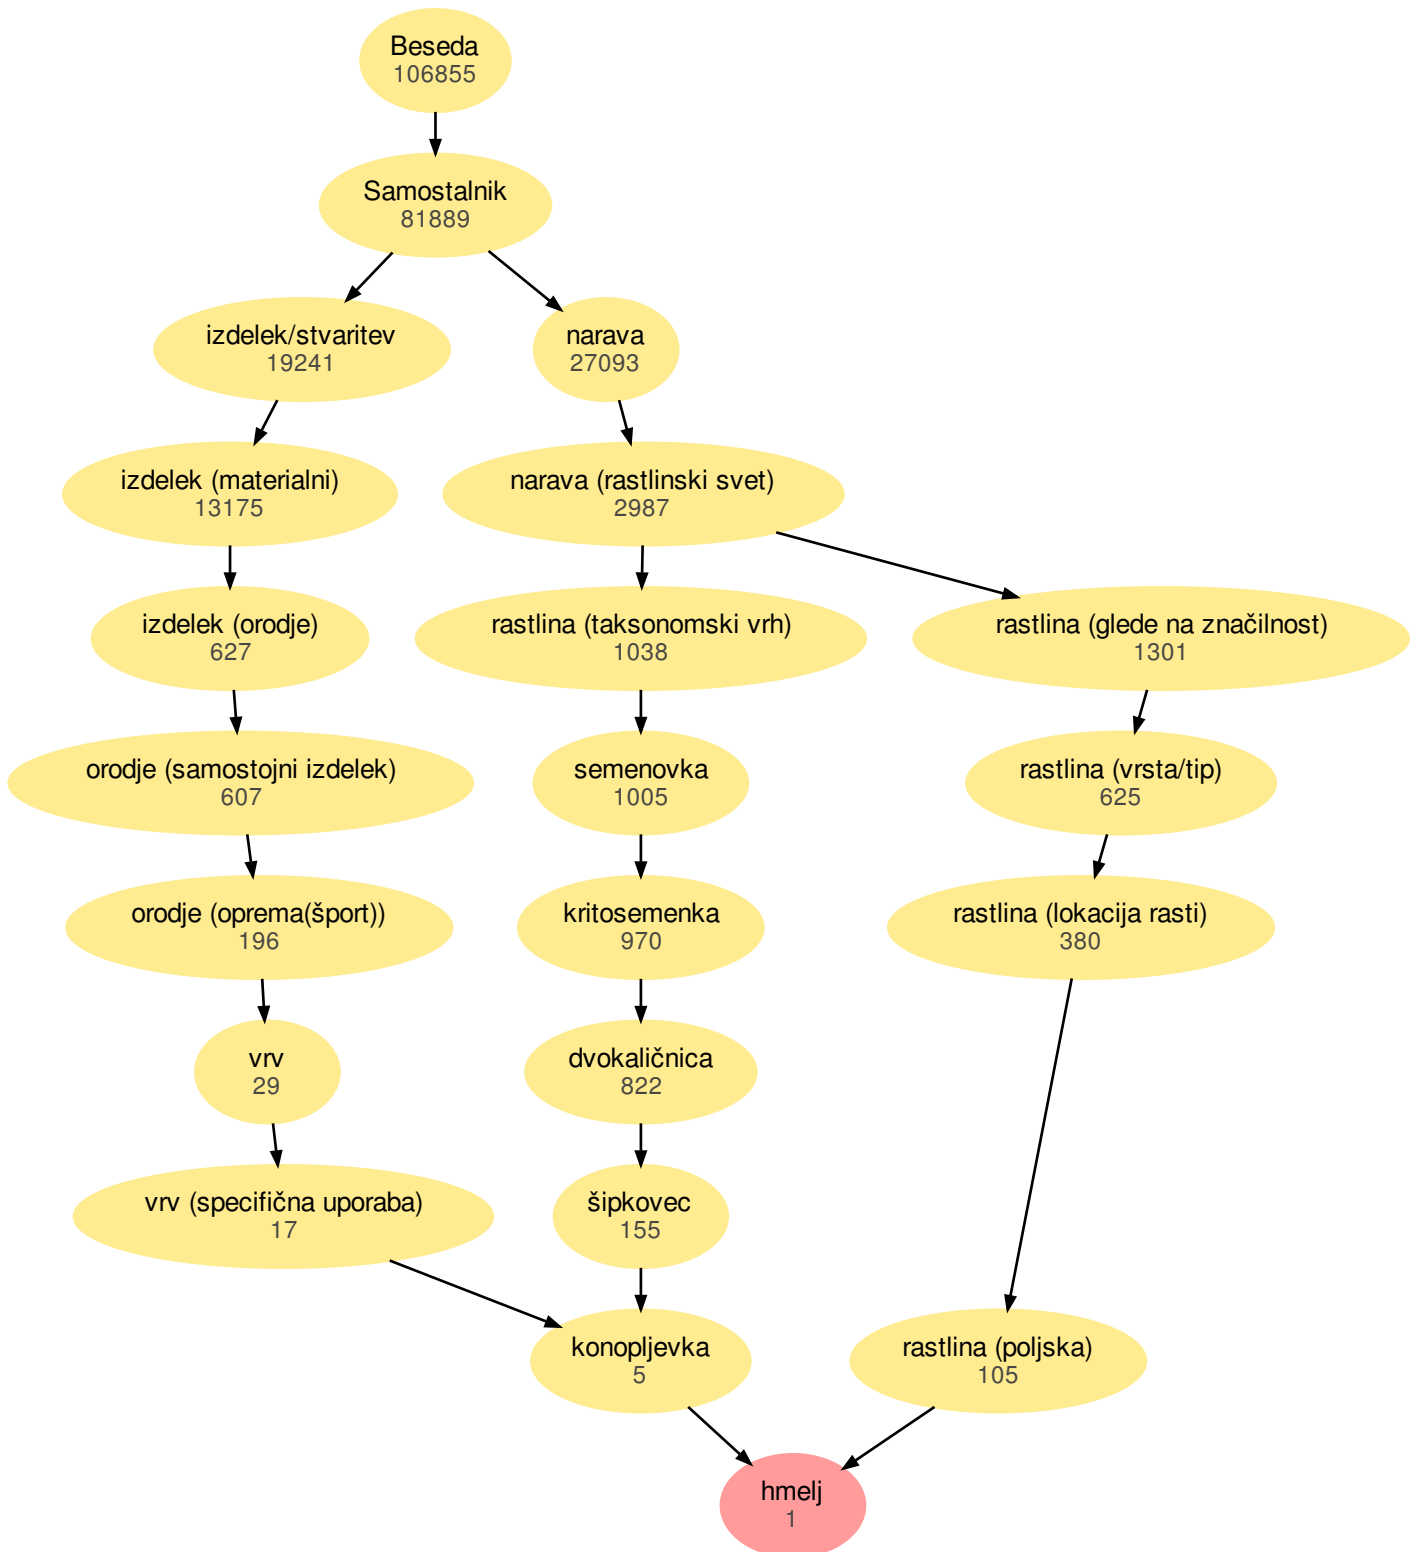 Beseda
106855
Samostalnik
81889
izdelek/stvaritev
19241
narava
27093
izdelek (materialni)
13175
narava (rastlinski svet)
2987
izdelek (orodje)
627
rastlina (taksonomski vrh)
1038
rastlina (glede na značilnost)
1301
orodje (samostojni izdelek)
607
semenovka
1005
rastlina (vrsta/tip)
625
orodje (oprema(šport))
196
kritosemenka
970
rastlina (lokacija rasti)
380
vrv
29
dvokaličnica
822
vrv (specifična uporaba)
17
šipkovec
155
konopljevka
5
rastlina (poljska)
105
hmelj
1